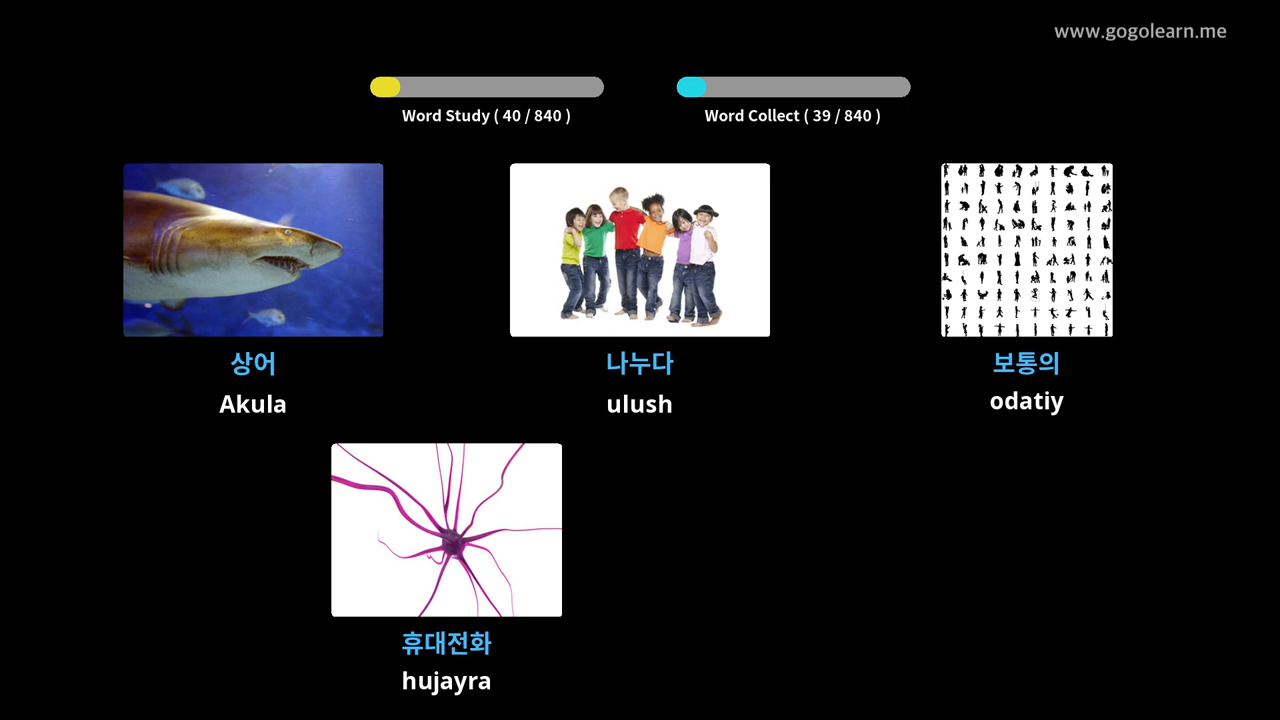 www.gogolearn.me
Word Study ( 40 / 840 )
Word Collect ( 39 / 840 )
상어
Akula
나누다
ulush
보통의
odatiy
휴대전화
hujayra